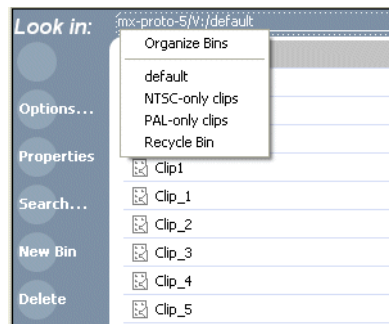 Look in: mx-proto-5/V:/default
Organize Bins
default
NTSC-only clips
PAL-only clips
Recycle Bin
Options...
Properties
Search...
New Bin
Delete
Clip1
Clip_1
Clip_2
Clip_3
Clip_4
Clip_5